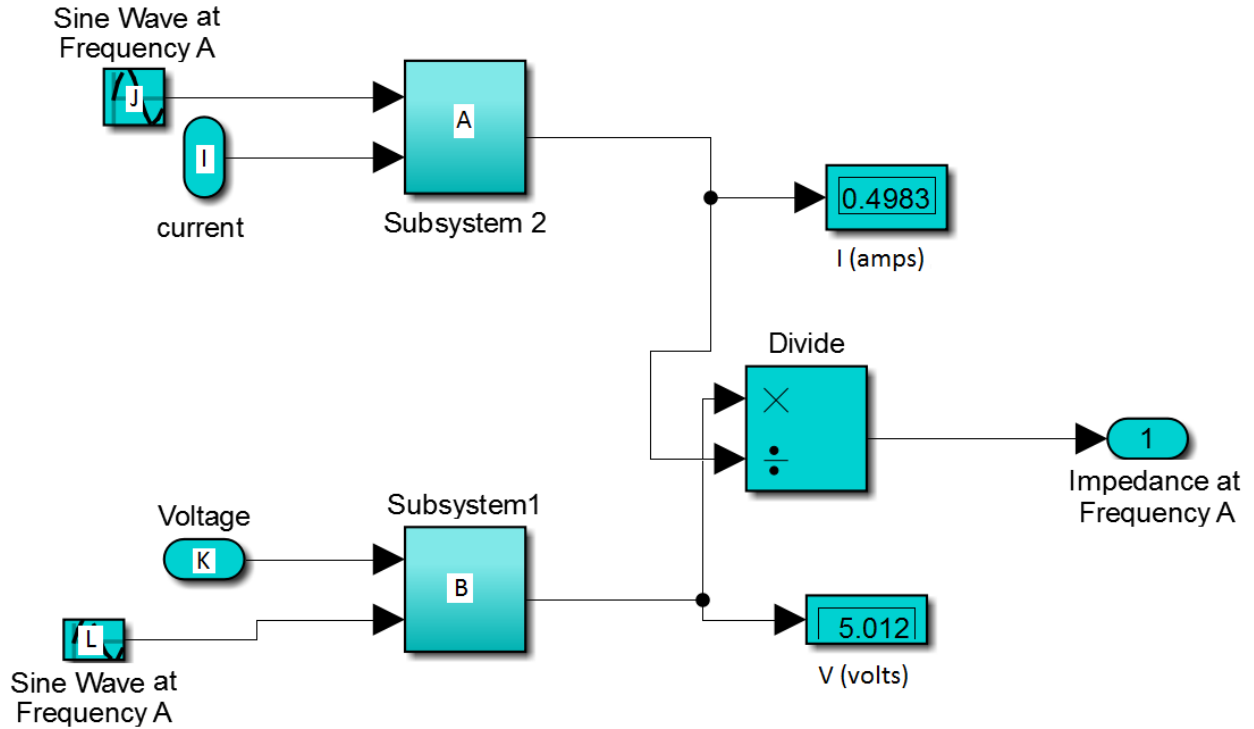 Sine Wave at
Frequency A
J
I
current
A
Subsystem 2
0.4983
I (amps)
Divide
×
÷
1
Impedance at
Frequency A
Voltage
K
Subsystem1
B
L
Sine Wave at
Frequency A
5.012
V (volts)